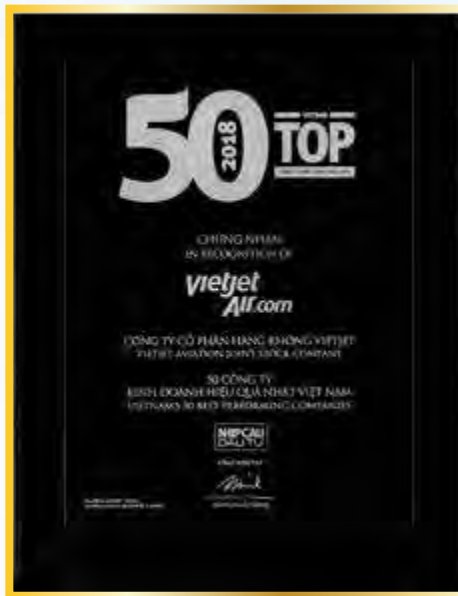 50
2018
TOP
CHỨNG NHẬN
IN RECOGNITION OF
vietjet
Air.com
CÔNG TY CỔ PHẦN HÀNG KHÔNG VIETJET
VIETJET AVIATION JOINT STOCK COMPANY
50 CÔNG TY
KINH DOANH HIỆU QUẢ NHẤT VIỆT NAM
VIETNAM'S 50 BEST PERFORMING COMPANIES
NHỊP CẦU
ĐẦU TƯ